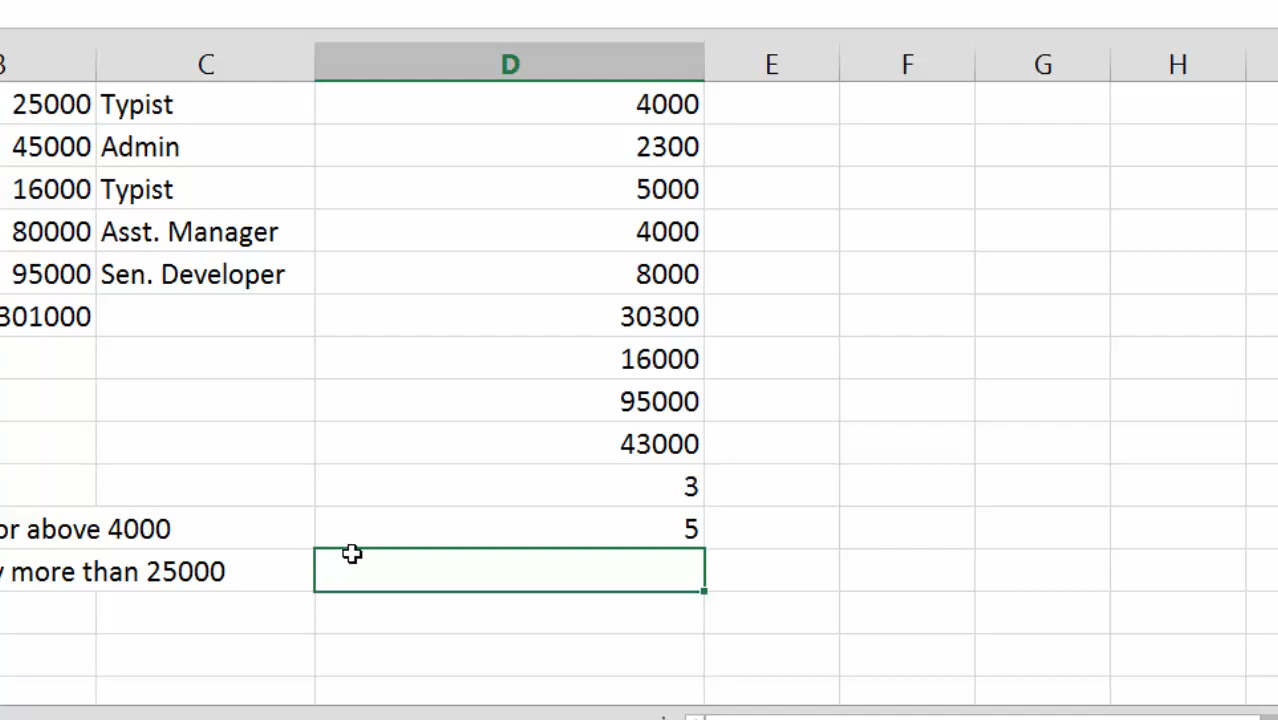 C D E F G H
25000 Typist 4000
45000 Admin 2300
16000 Typist 5000
80000 Asst. Manager 4000
95000 Sen. Developer 8000
301000 30300
16000
95000
43000
3
or above 4000 5
more than 25000